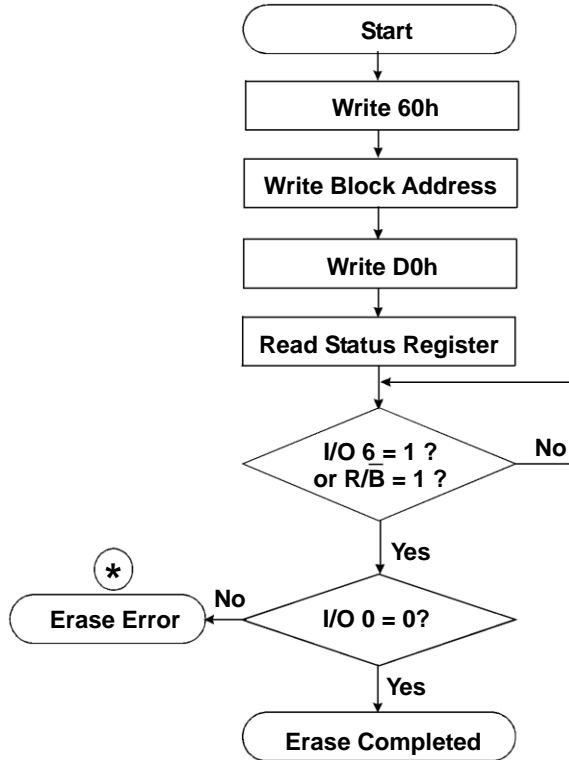 Start
Write 60h
Write Block Address
Write D0h
Read Status Register
I/O 6 = 1 ?
or R/B̅ = 1 ?
No
Yes
*
Erase Error
No
I/O 0 = 0?
Yes
Erase Completed